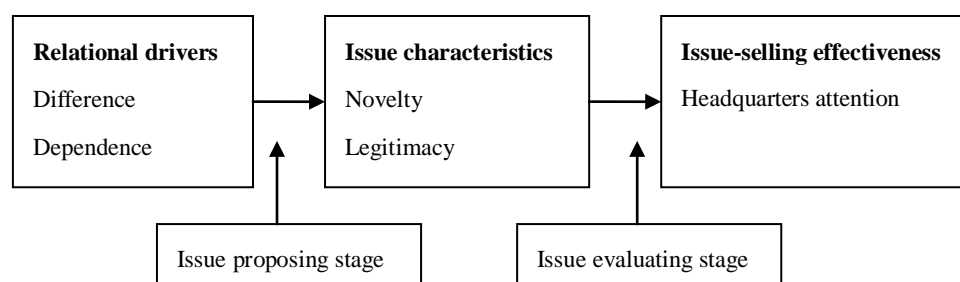 Relational drivers
Difference
Dependence
Issue characteristics
Novelty
Legitimacy
Issue-selling effectiveness
Headquarters attention
Issue proposing stage
Issue evaluating stage